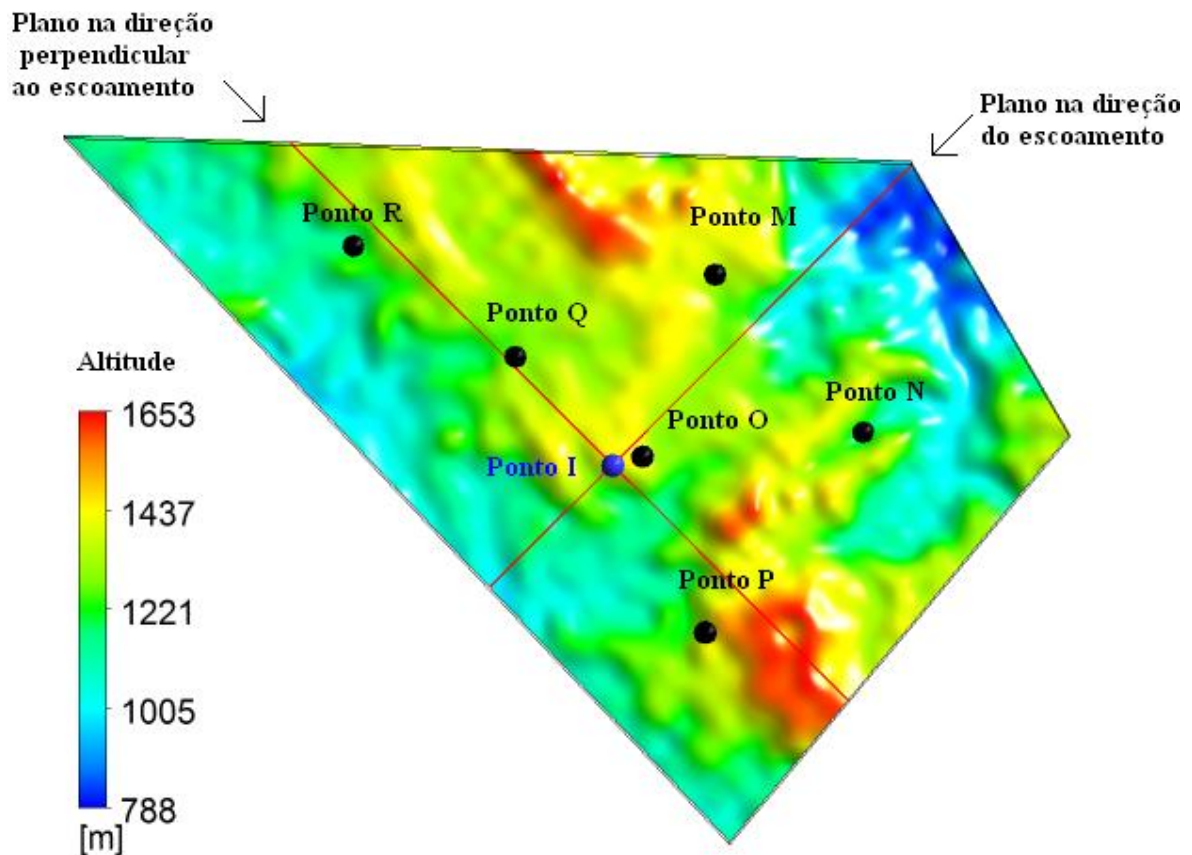 Plano na direção
perpendicular
ao escoamento
Plano na direção
do escoamento
Ponto R
Ponto M
Ponto Q
Altitude
1653
Ponto N
Ponto O
Ponto I
1437
Ponto P
1221
1005
788
[m]